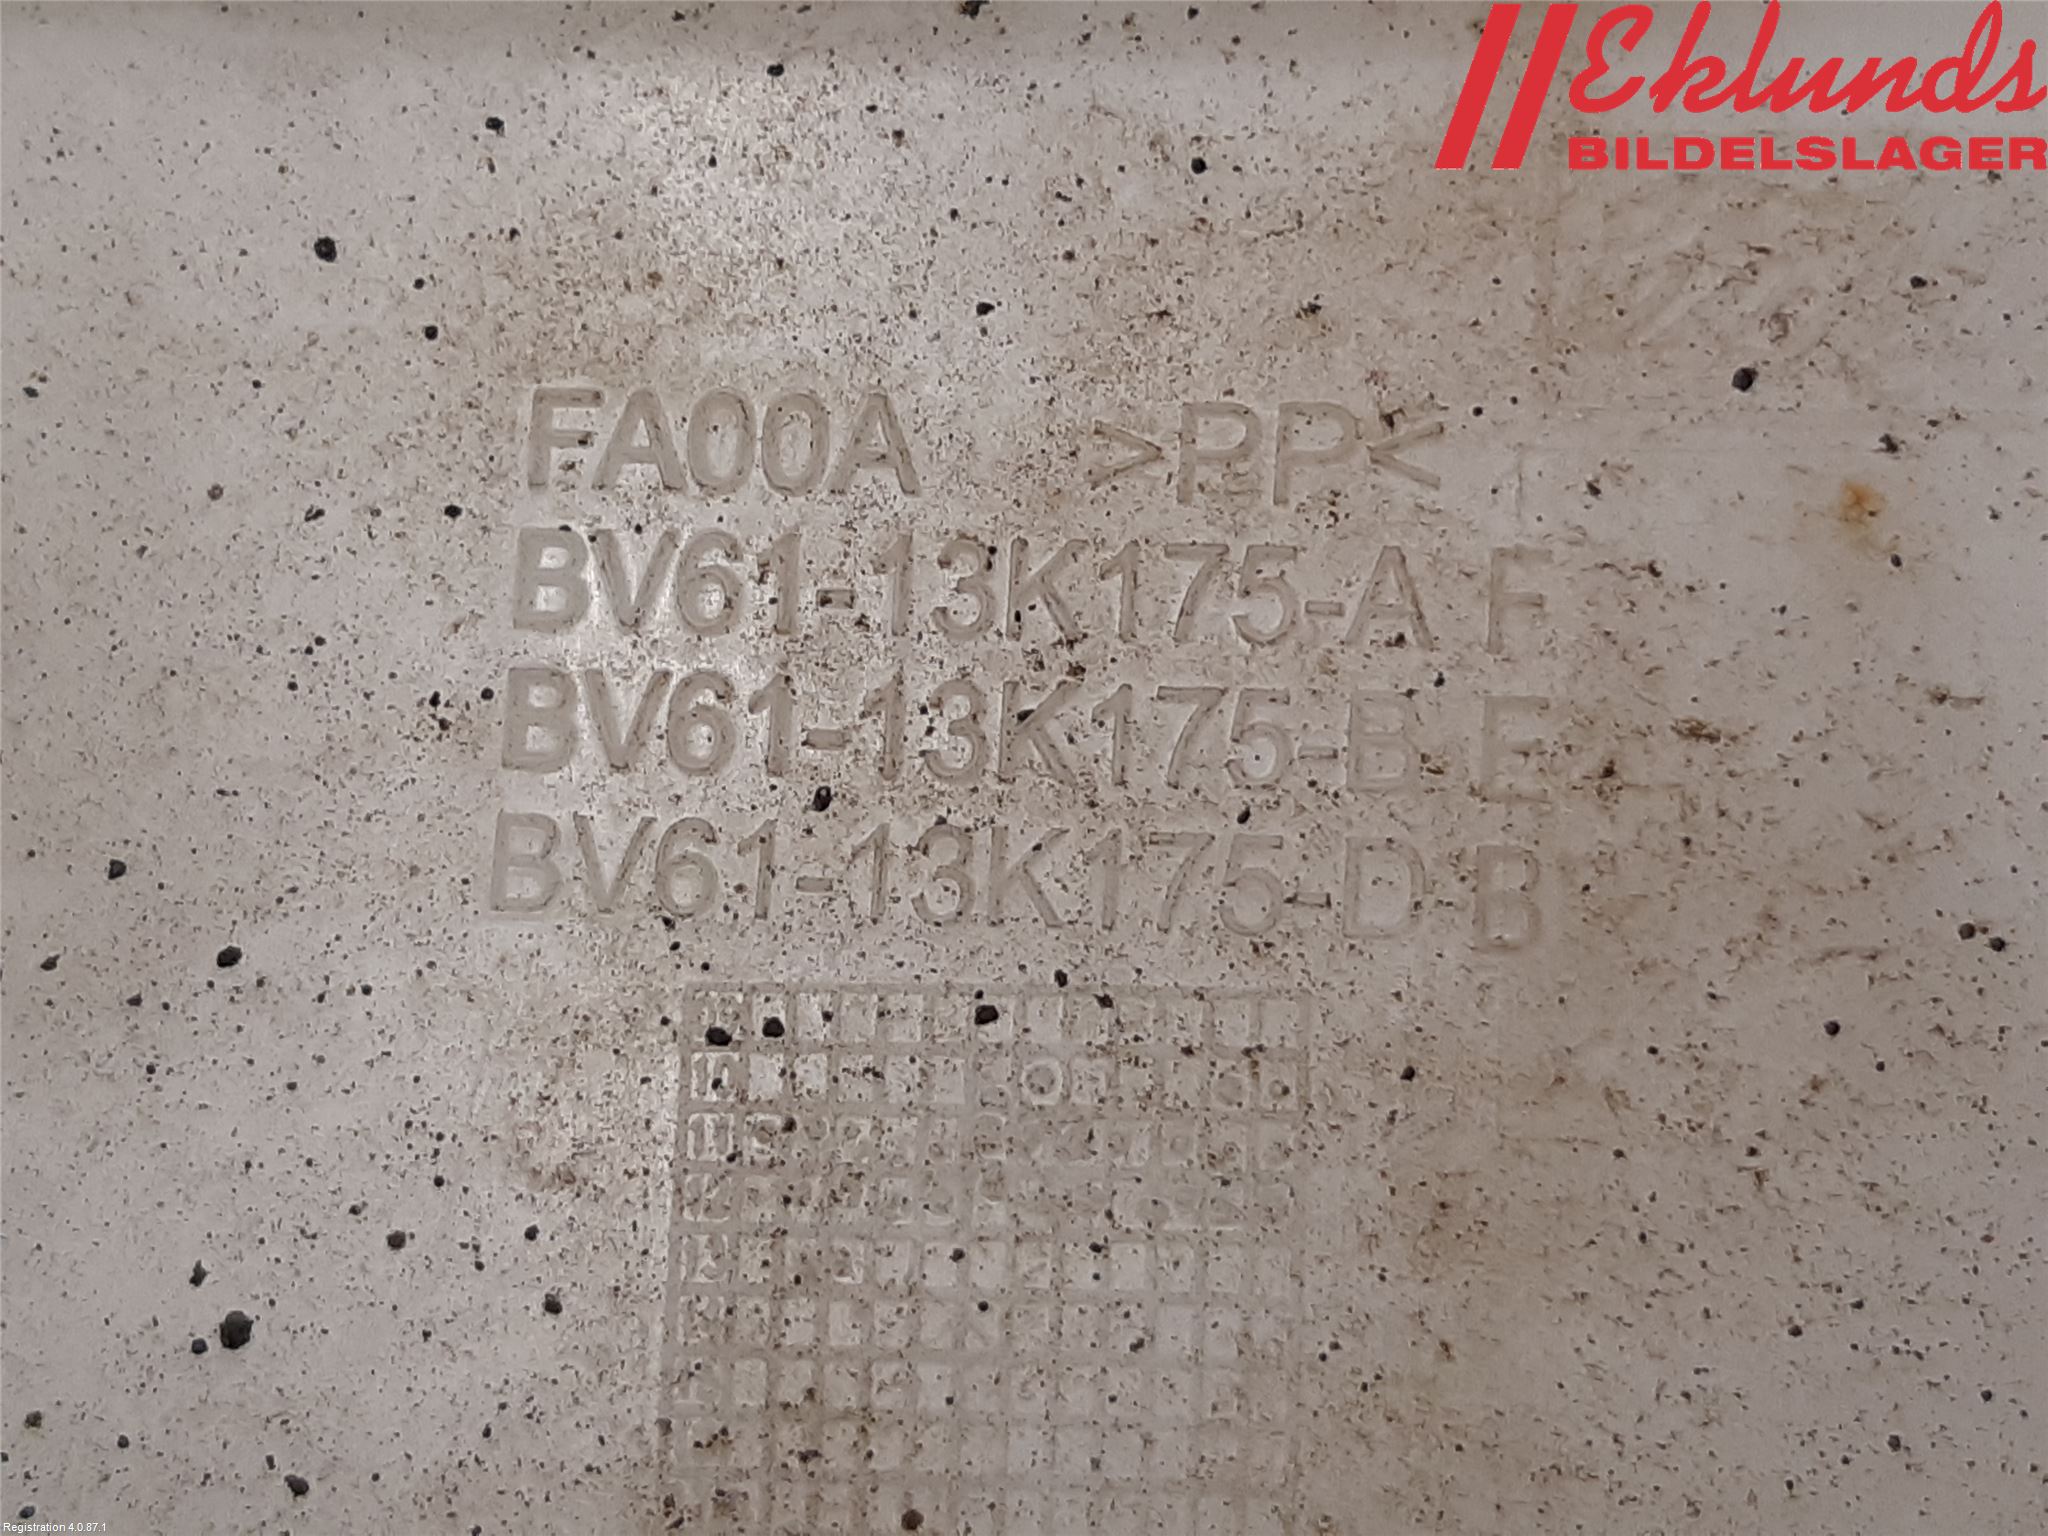 Eklunds
BILDELSLAGER
FA00A >PP<
BV61-13K175-A F
BV61-13K175-B E
BV61-13K175-D B
Registration 4.0.87.1